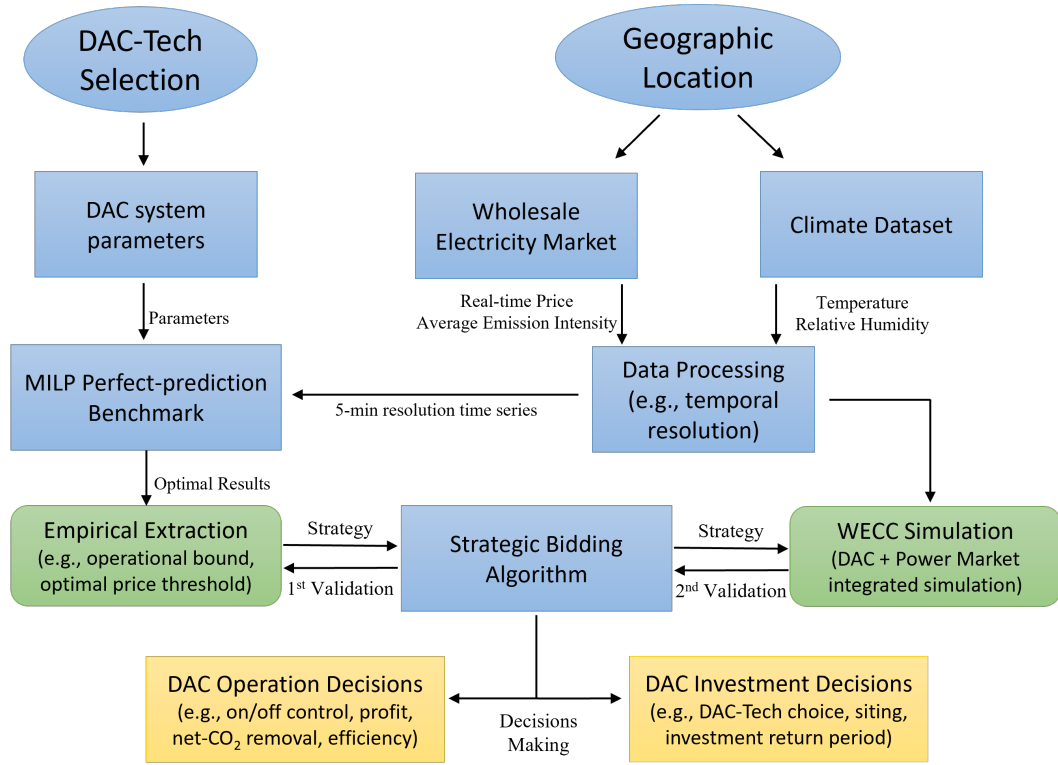 DAC-Tech
Selection
Geographic
Location
DAC system
parameters
Wholesale
Electricity Market
Climate Dataset
Parameters
Real-time Price
Average Emission Intensity
Temperature
Relative Humidity
MILP Perfect-prediction
Benchmark
5-min resolution time series
Data Processing
(e.g., temporal
resolution)
Optimal Results
Empirical Extraction
(e.g., operational bound,
optimal price threshold)
Strategy
1st Validation
Strategic Bidding
Algorithm
Strategy
2nd Validation
WECC Simulation
(DAC + Power Market
integrated simulation)
DAC Operation Decisions
(e.g., on/off control, profit,
net-CO2 removal, efficiency)
Decisions
Making
DAC Investment Decisions
(e.g., DAC-Tech choice, siting,
investment return period)